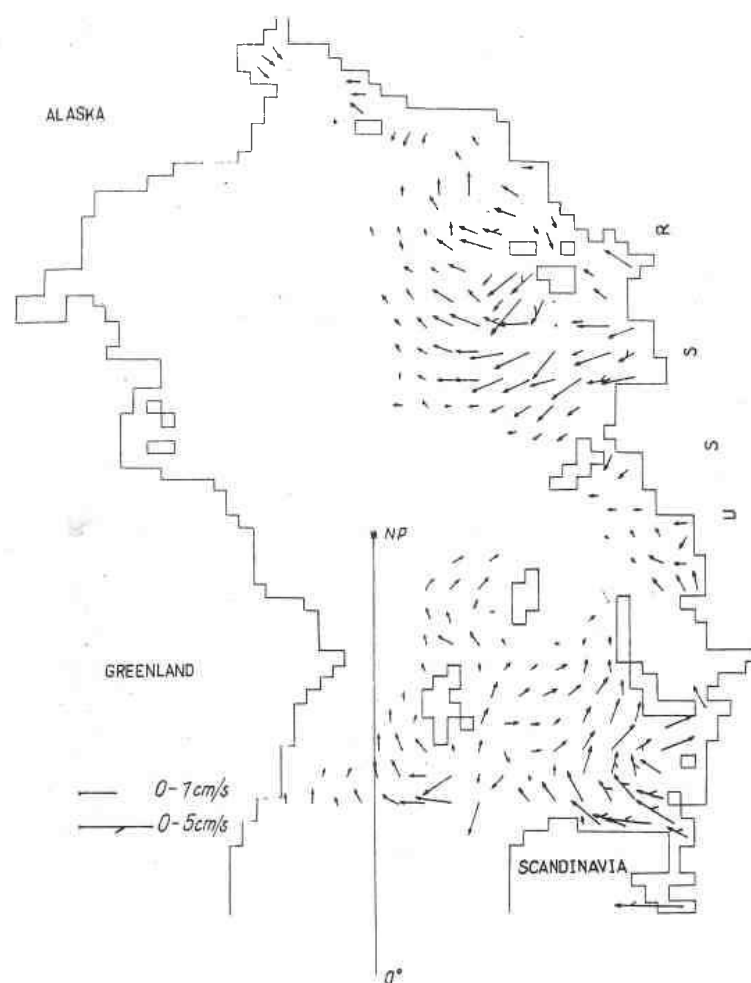 ALASKA
U S S R
NP
GREENLAND
0-1cm/s
0-5cm/s
SCANDINAVIA
0°